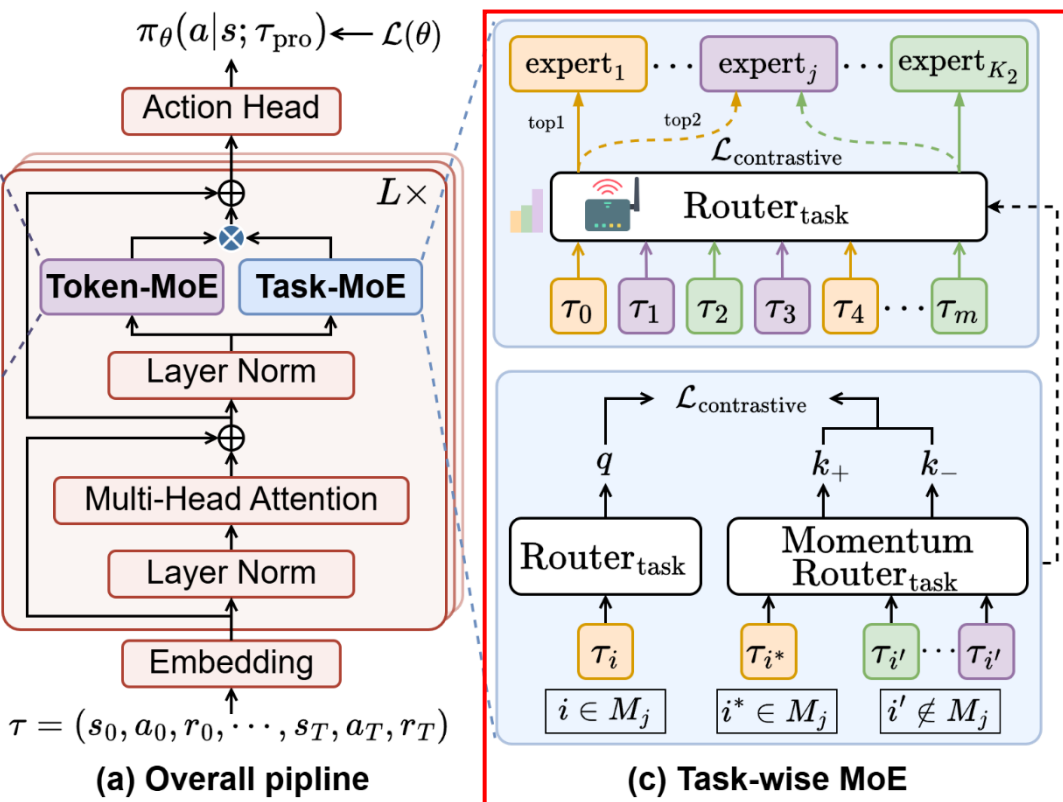 π_θ(a|s; τ_pro) ← ℒ(θ)
Action Head
L×
Token-MoE
Task-MoE
Layer Norm
Multi-Head Attention
Layer Norm
Embedding
τ = (s_0, a_0, r_0, ⋯, s_T, a_T, r_T)
(a) Overall pipline
expert_1 ⋯ expert_j ⋯ expert_{K_2}
top1
top2
ℒ_contrastive
Router_task
τ_0 τ_1 τ_2 τ_3 τ_4 ⋯ τ_m
ℒ_contrastive
q k_+ k_−
Router_task
Momentum
Router_task
τ_i τ_{i*} τ_{i′} ⋯ τ_{i′}
i ∈ M_j i* ∈ M_j i′ ∉ M_j
(c) Task-wise MoE